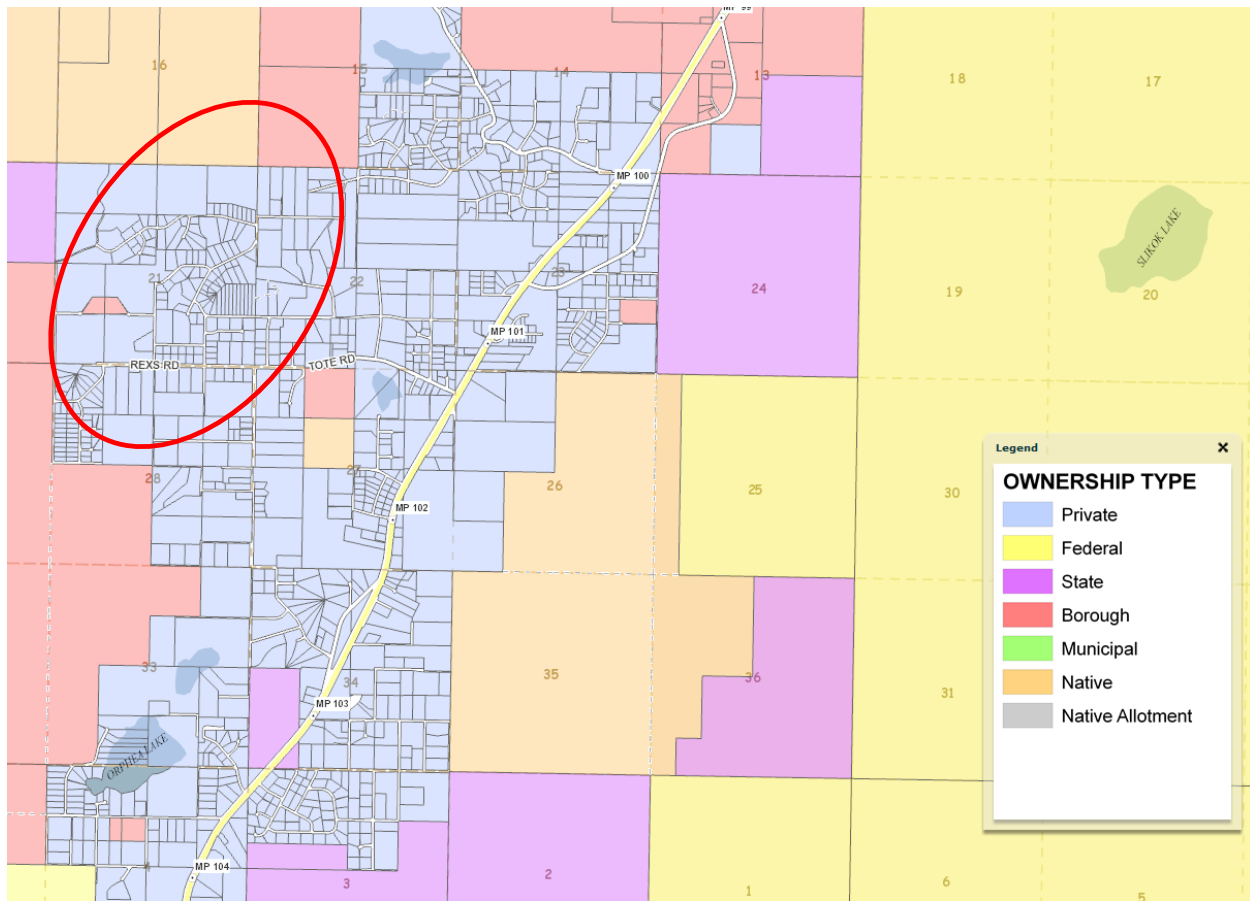 MP 99
16
15
14
13
18
17
MP 100
SLIKOK LAKE
21
22
23
24
19
20
MP 101
REXS RD
TOTE RD
28
27
26
25
30
MP 102
33
34
35
36
31
MP 103
ORPHEA LAKE
MP 104
4
3
2
1
6
5
Legend
×
OWNERSHIP TYPE
Private
Federal
State
Borough
Municipal
Native
Native Allotment